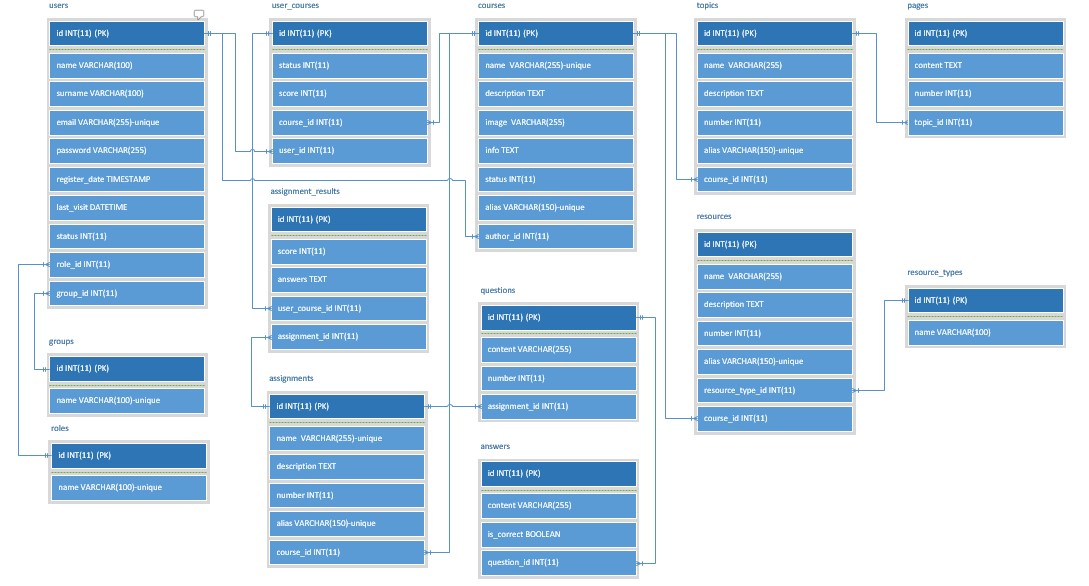 users
id INT(11) (PK)
name VARCHAR(100)
surname VARCHAR(100)
email VARCHAR(255)-unique
password VARCHAR(255)
register_date TIMESTAMP
last_visit DATETIME
status INT(11)
role_id INT(11)
group_id INT(11)
groups
id INT(11) (PK)
name VARCHAR(100)-unique
roles
id INT(11) (PK)
name VARCHAR(100)-unique
user_courses
id INT(11) (PK)
status INT(11)
score INT(11)
course_id INT(11)
user_id INT(11)
assignment_results
id INT(11) (PK)
score INT(11)
answers TEXT
user_course_id INT(11)
assignment_id INT(11)
assignments
id INT(11) (PK)
name VARCHAR(255)-unique
description TEXT
number INT(11)
alias VARCHAR(150)-unique
course_id INT(11)
courses
id INT(11) (PK)
name VARCHAR(255)-unique
description TEXT
image VARCHAR(255)
info TEXT
status INT(11)
alias VARCHAR(150)-unique
author_id INT(11)
questions
id INT(11) (PK)
content VARCHAR(255)
number INT(11)
assignment_id INT(11)
answers
id INT(11) (PK)
content VARCHAR(255)
is_correct BOOLEAN
question_id INT(11)
topics
id INT(11) (PK)
name VARCHAR(255)
description TEXT
number INT(11)
alias VARCHAR(150)-unique
course_id INT(11)
resources
id INT(11) (PK)
name VARCHAR(255)
description TEXT
number INT(11)
alias VARCHAR(150)-unique
resource_type_id INT(11)
course_id INT(11)
pages
id INT(11) (PK)
content TEXT
number INT(11)
topic_id INT(11)
resource_types
id INT(11) (PK)
name VARCHAR(100)